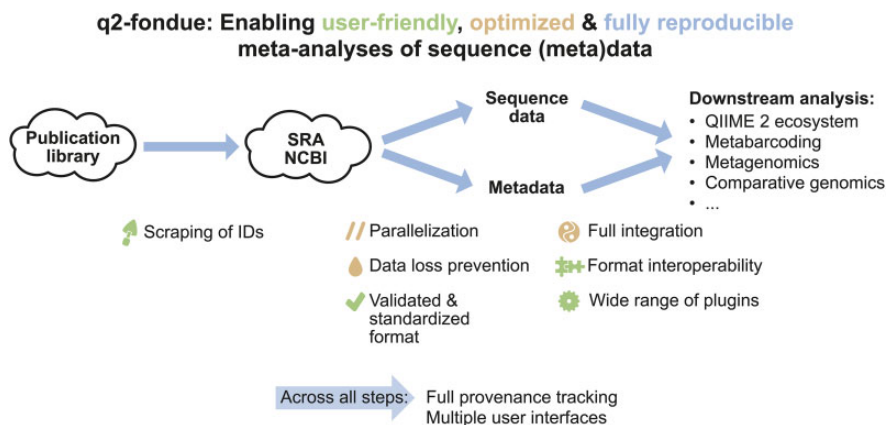 q2-fondue: Enabling user-friendly, optimized & fully reproducible
meta-analyses of sequence (meta)data
Publication
library
SRA
NCBI
Sequence
data
Metadata
Downstream analysis:
• QIIME 2 ecosystem
• Metabarcoding
• Metagenomics
• Comparative genomics
• ...
Scraping of IDs
Parallelization
Data loss prevention
Validated &
standardized
format
Full integration
Format interoperability
Wide range of plugins
Across all steps:
Full provenance tracking
Multiple user interfaces